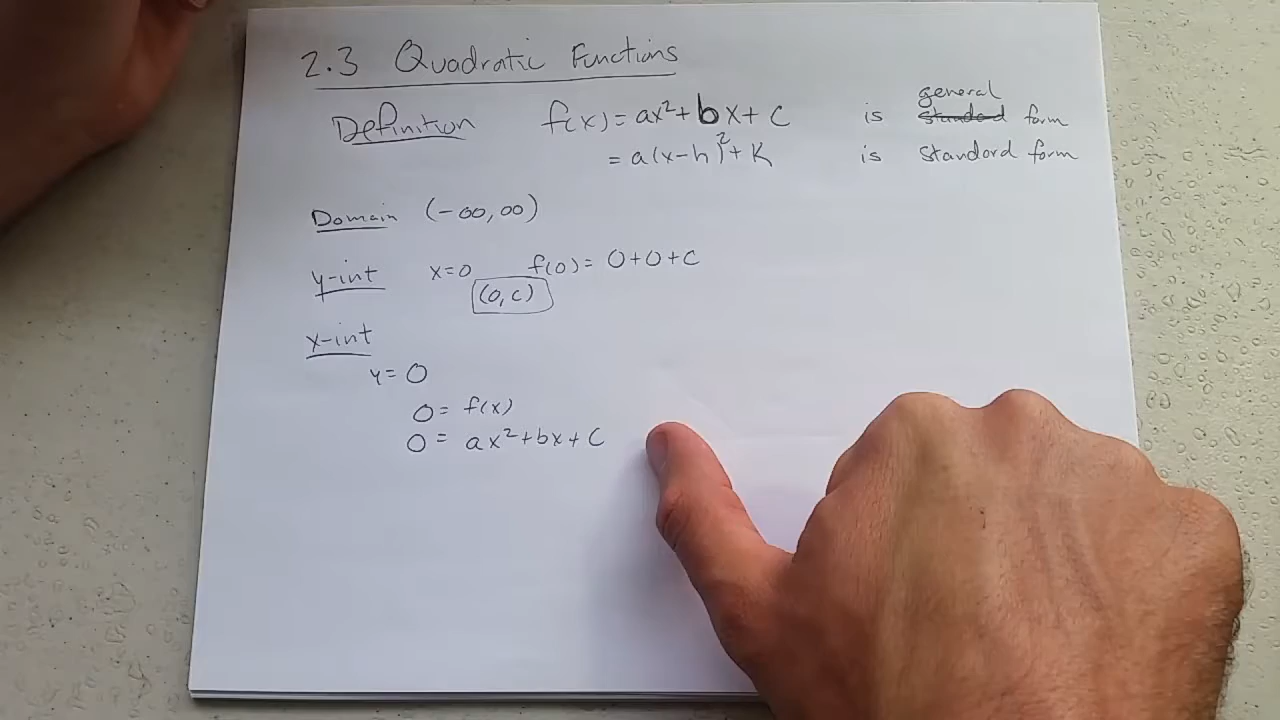 2.3 Quadratic Functions
Definition f(x) = ax²+bx+c is general standard form
= a(x-h)²+k is standard form
Domain (-∞,∞)
y-int x=0 f(0)= 0+0+c
(0,c)
x-int
y=0
0 = f(x)
0 = ax²+bx+c